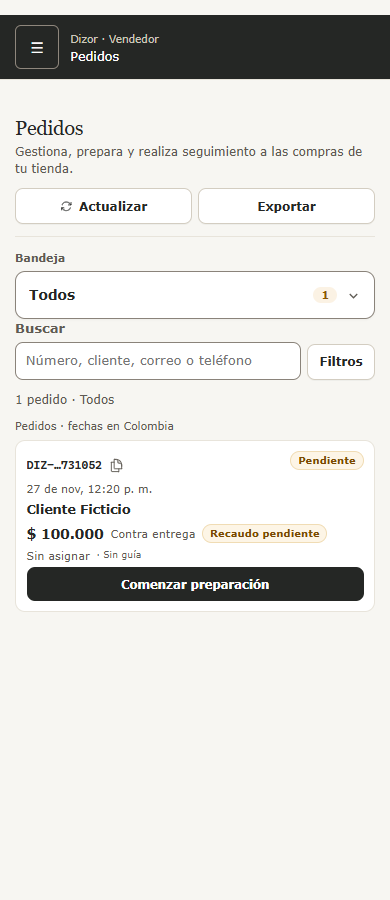 ☰
Dizor · Vendedor
Pedidos
Pedidos
Gestiona, prepara y realiza seguimiento a las compras de
tu tienda.
Actualizar
Exportar
Bandeja
Todos 1
Buscar
Número, cliente, correo o teléfono
Filtros
1 pedido · Todos
Pedidos · fechas en Colombia
DIZ-…731052
Pendiente
27 de nov, 12:20 p. m.
Cliente Ficticio
$ 100.000 Contra entrega Recaudo pendiente
Sin asignar · Sin guía
Comenzar preparación